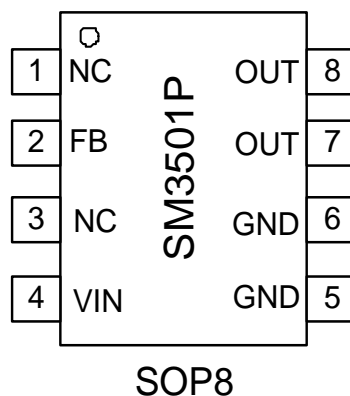 1 NC OUT 8
2 FB OUT 7
3 NC GND 6
4 VIN GND 5
SM3501P
SOP8